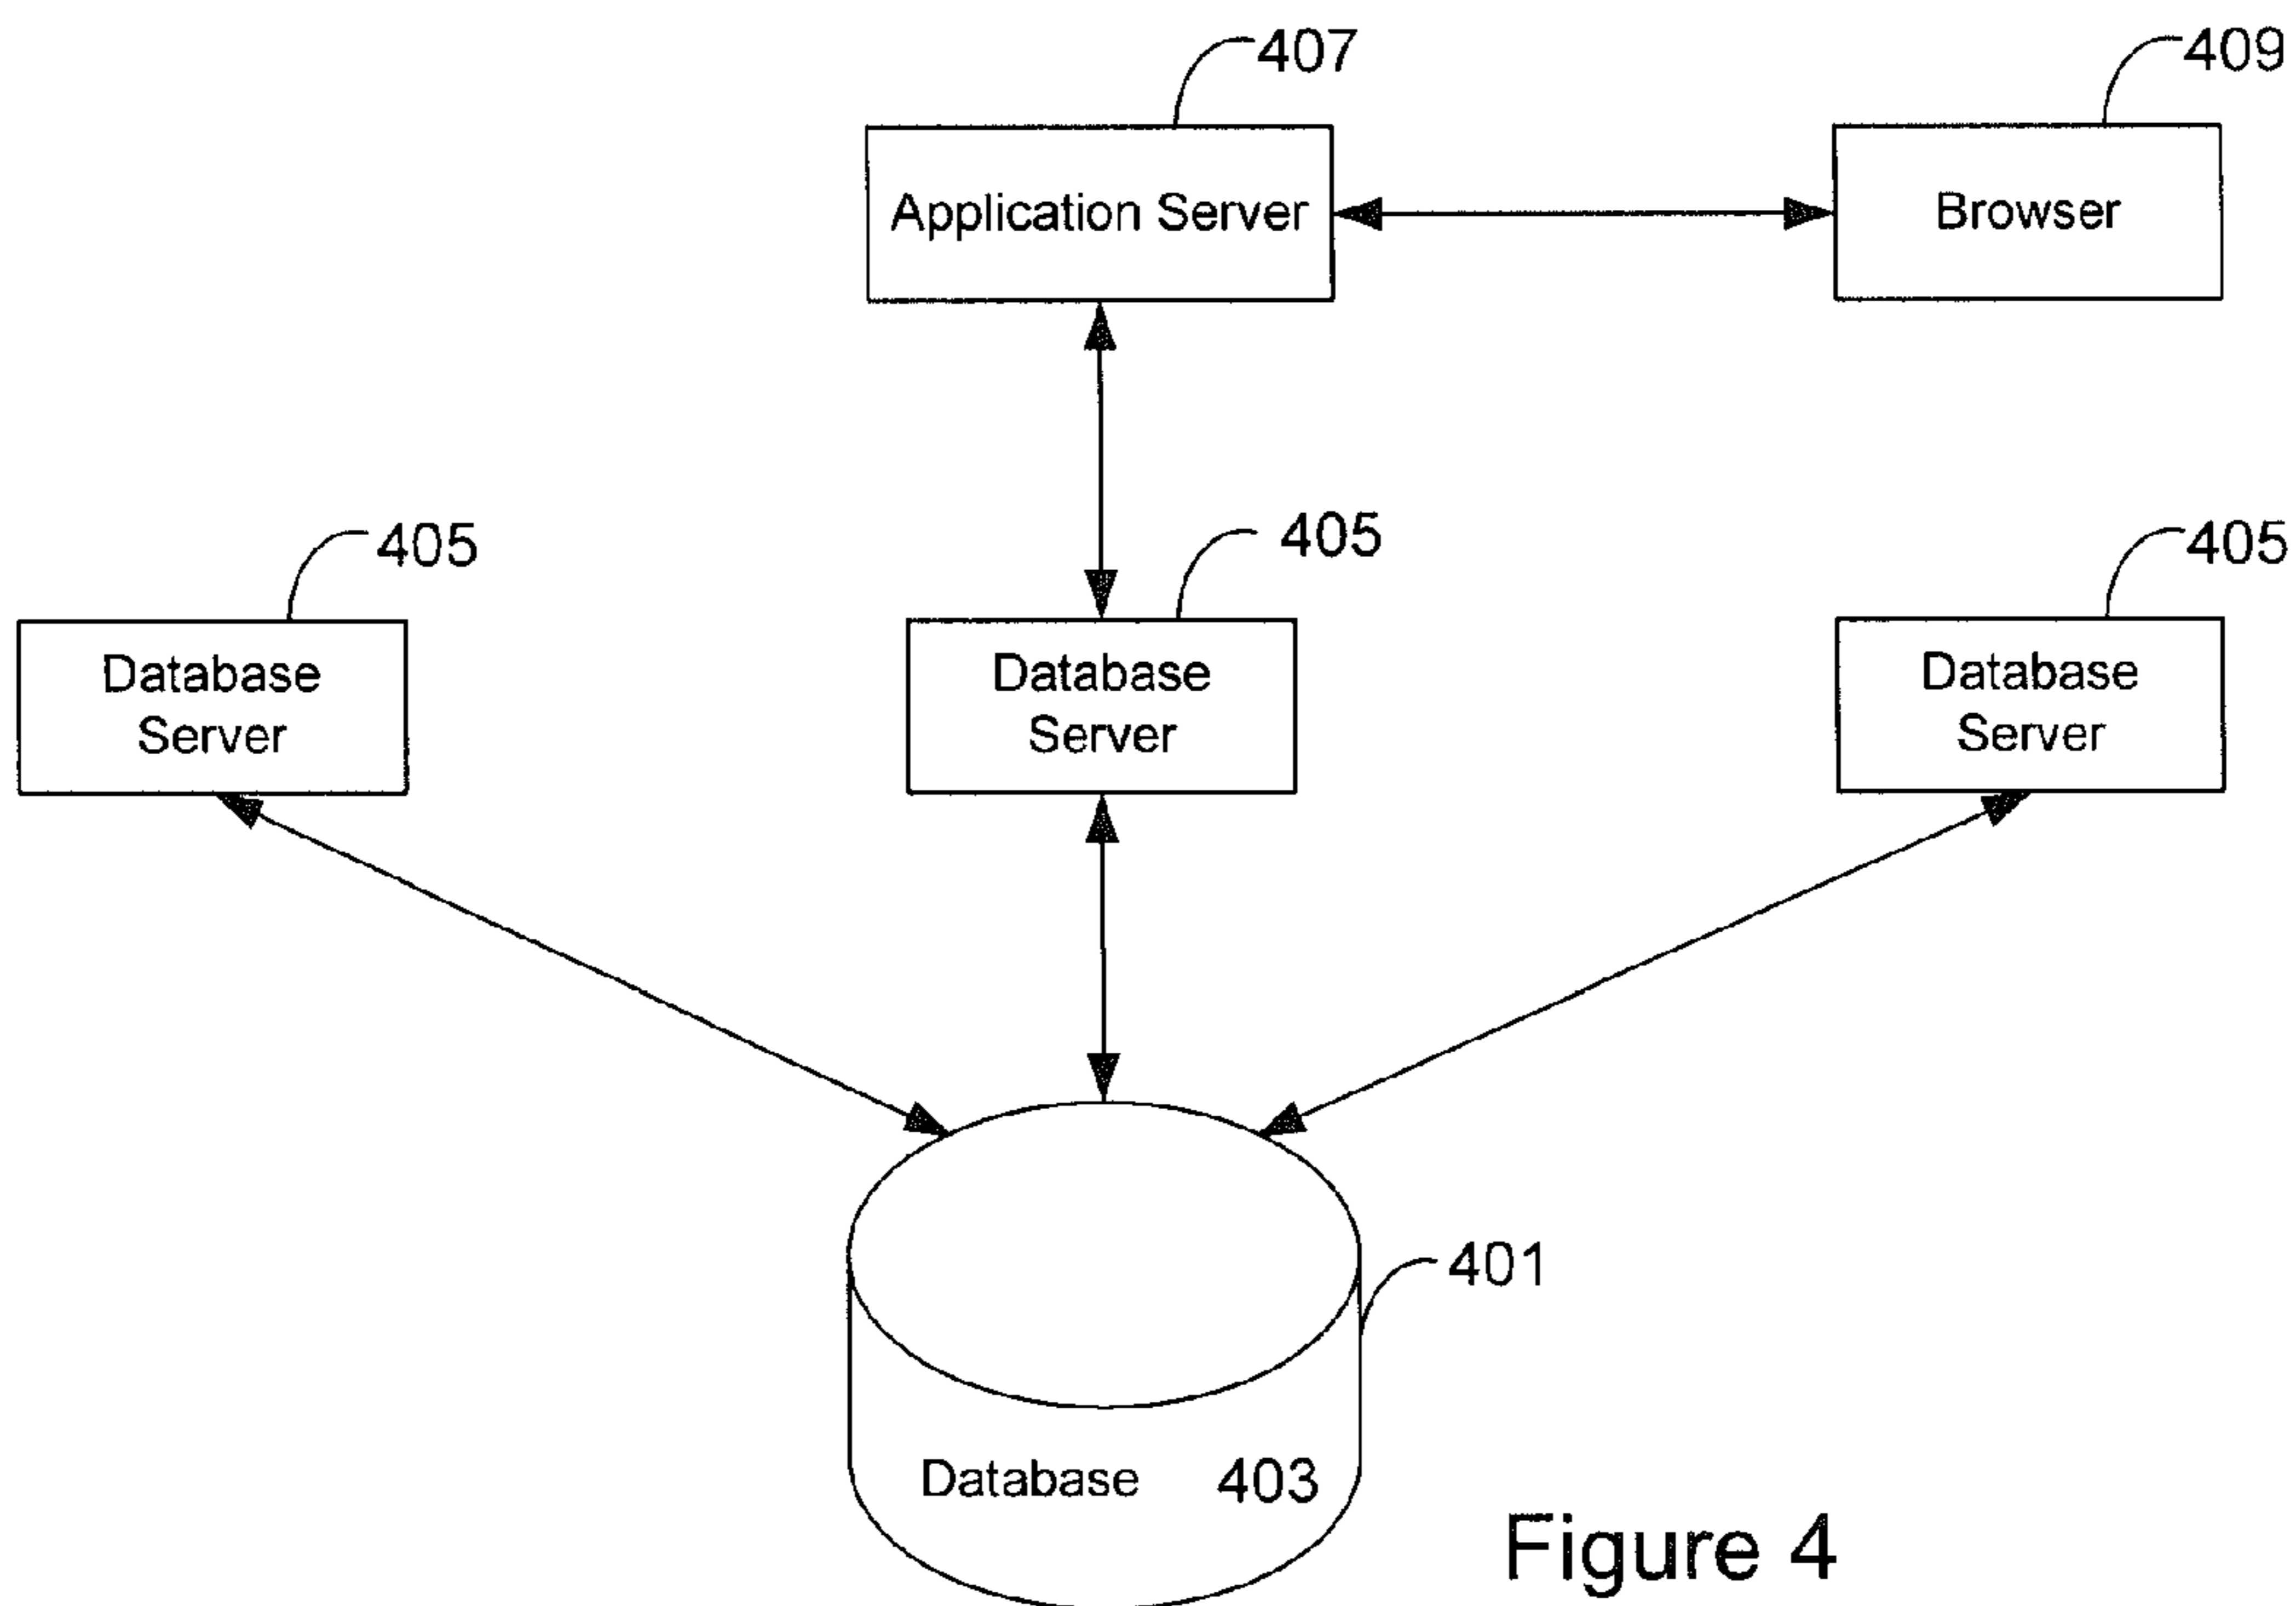 407
409
Application Server
Browser
405
405
405
Database
Server
Database
Server
Database
Server
401
Database 403
Figure 4